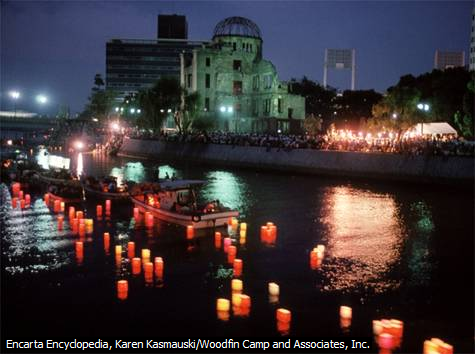 Encarta Encyclopedia, Karen Kasmauski/Woodfin Camp and Associates, Inc.